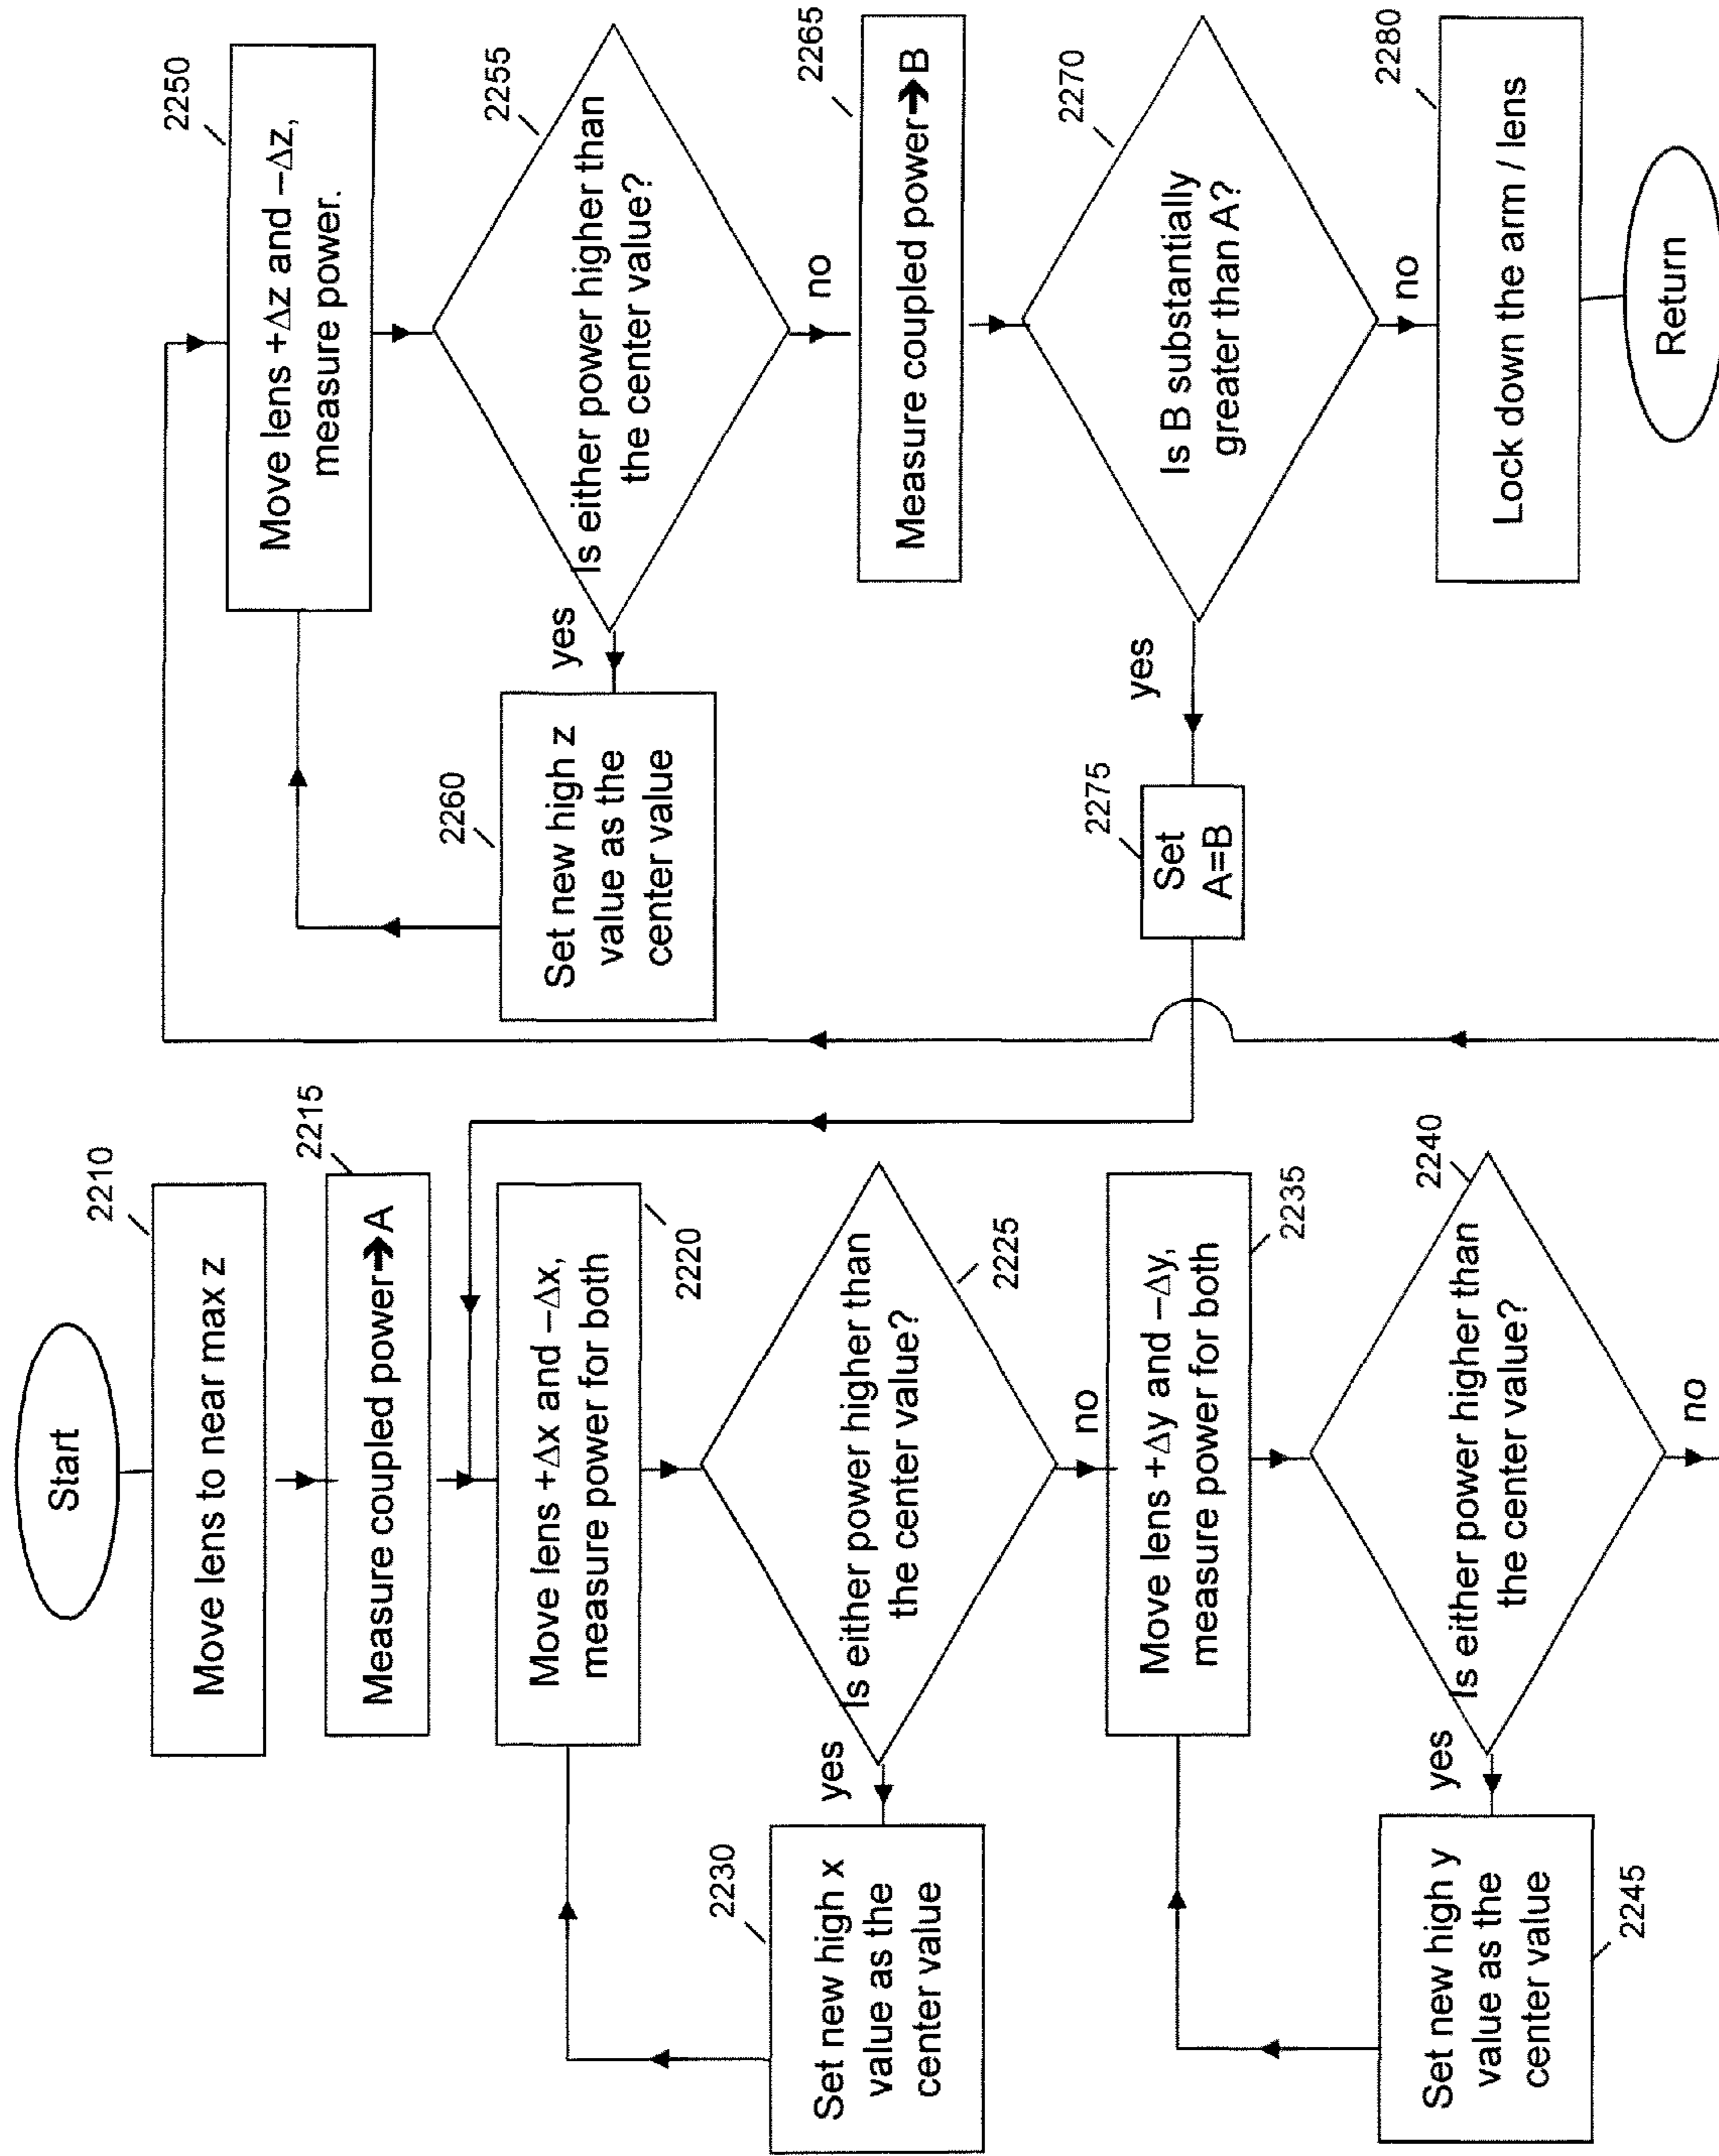 Start
2210
Move lens to near max z
2215
Measure coupled power➔A
Move lens +Δx and −Δx,
measure power for both
2220
Is either power higher than
the center value?
2225
yes
no
2230
Set new high x
value as the
center value
Move lens +Δy and −Δy,
measure power for both
2235
2240
Is either power higher than
the center value?
yes
no
Set new high y
value as the
center value
2245
2250
Move lens +Δz and −Δz,
measure power.
2255
Is either power higher than
the center value?
yes
no
2260
Set new high z
value as the
center value
2265
Measure coupled power➔B
2270
Is B substantially
greater than A?
yes
no
2275
Set
A=B
2280
Lock down the arm / lens
Return